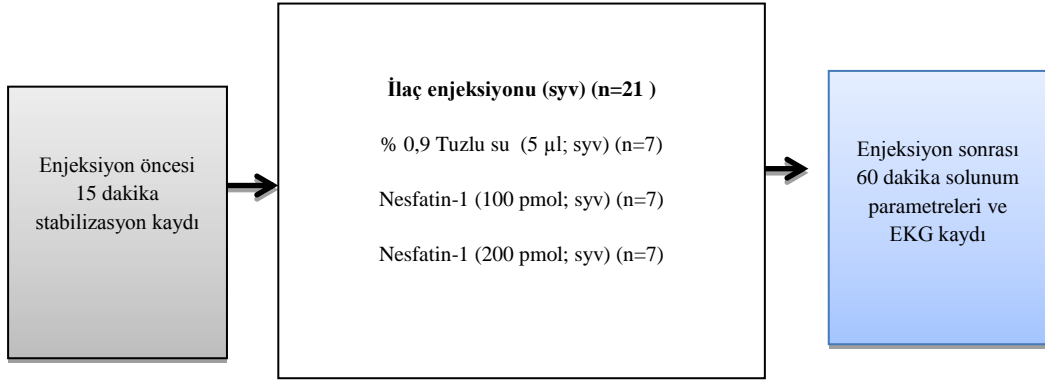 Enjeksiyon öncesi
15 dakika
stabilizasyon kaydı
İlaç enjeksiyonu (syv) (n=21 )
% 0,9 Tuzlu su (5 µl; syv) (n=7)
Nesfatin-1 (100 pmol; syv) (n=7)
Nesfatin-1 (200 pmol; syv) (n=7)
Enjeksiyon sonrası
60 dakika solunum
parametreleri ve
EKG kaydı